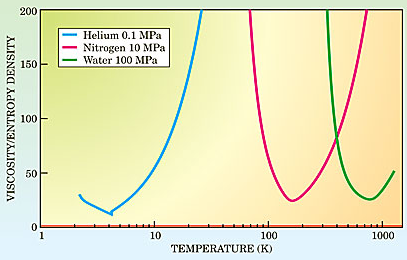 200
150
100
50
0
VISCOSITY/ENTROPY DENSITY
Helium 0.1 MPa
Nitrogen 10 MPa
Water 100 MPa
1 10 100 1000
TEMPERATURE (K)